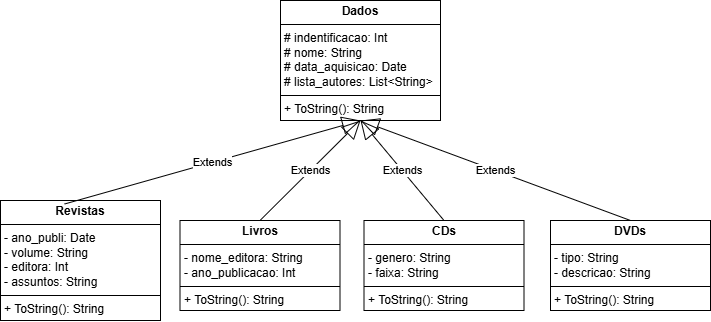 Dados
# indentificacao: Int
# nome: String
# data_aquisicao: Date
# lista_autores: List<String>
+ ToString(): String
Extends
Extends
Extends
Extends
Revistas
- ano_publi: Date
- volume: String
- editora: Int
- assuntos: String
+ ToString(): String
Livros
- nome_editora: String
- ano_publicacao: Int
+ ToString(): String
CDs
- genero: String
- faixa: String
+ ToString(): String
DVDs
- tipo: String
- descricao: String
+ ToString(): String